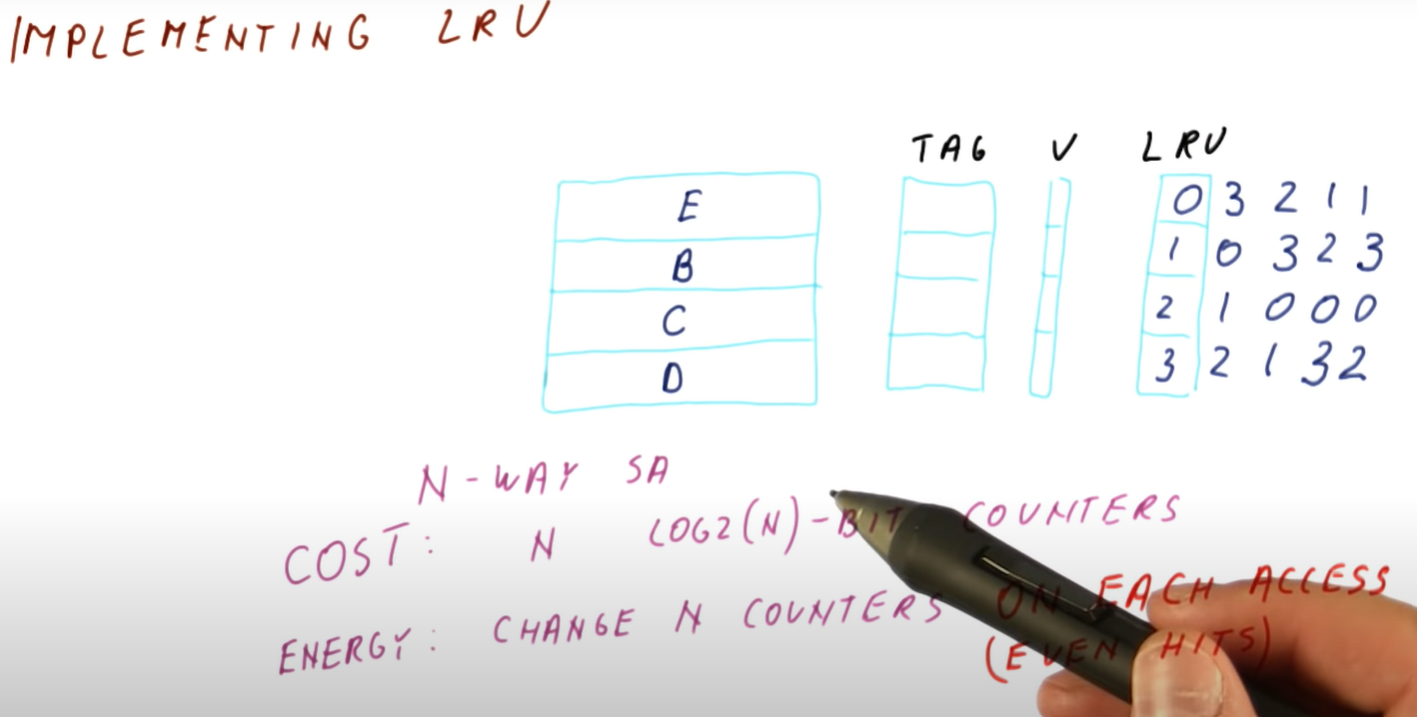 IMPLEMENTING LRU
TAG V LRU
E 0 3 2 1 1
B 1 0 3 2 3
C 2 1 0 0 0
D 3 2 1 3 2
N-WAY SA
COST: N LOG2(N)-BIT COUNTERS
ENERGY: CHANGE N COUNTERS ON EACH ACCESS
(EVEN HITS)